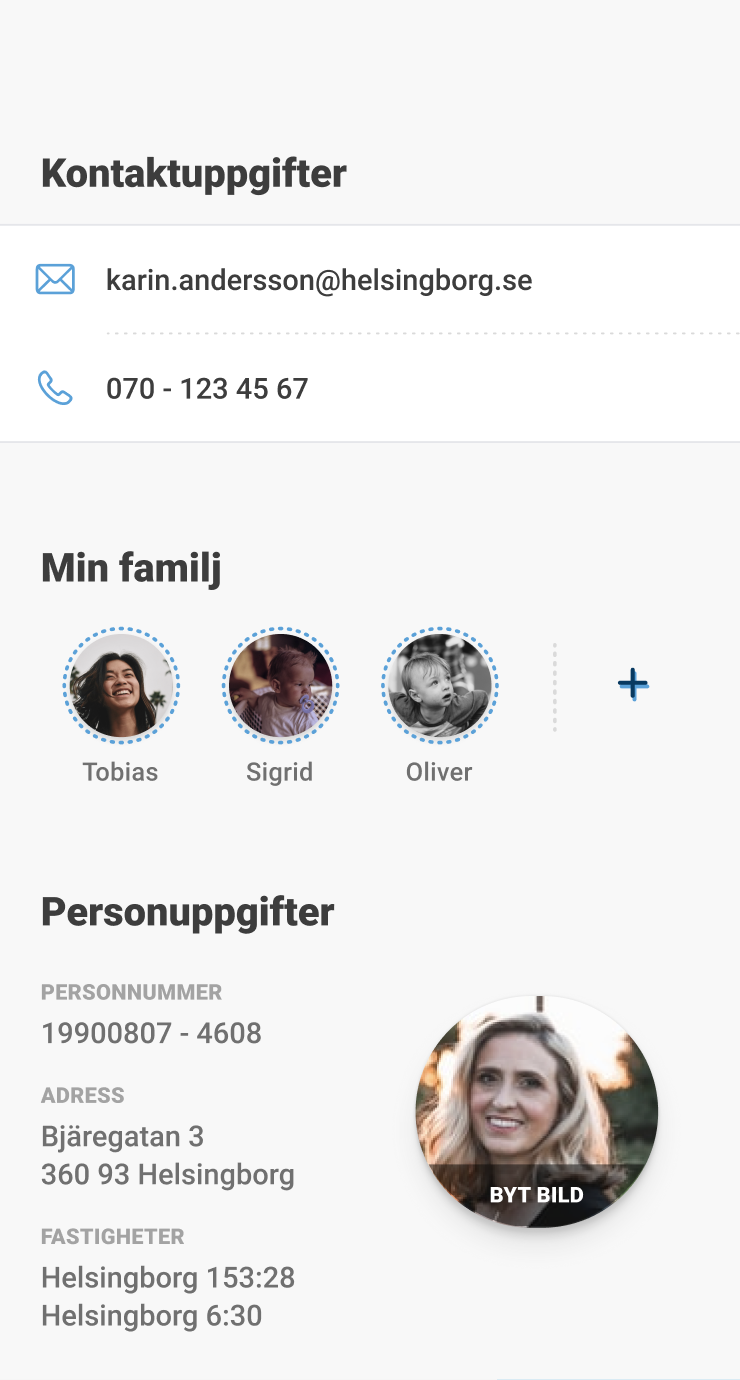 Kontaktuppgifter
karin.andersson@helsingborg.se
070 - 123 45 67
Min familj
Tobias
Sigrid
Oliver
Personuppgifter
PERSONNUMMER
19900807 - 4608
ADRESS
Bjäregatan 3
360 93 Helsingborg
BYT BILD
FASTIGHETER
Helsingborg 153:28
Helsingborg 6:30